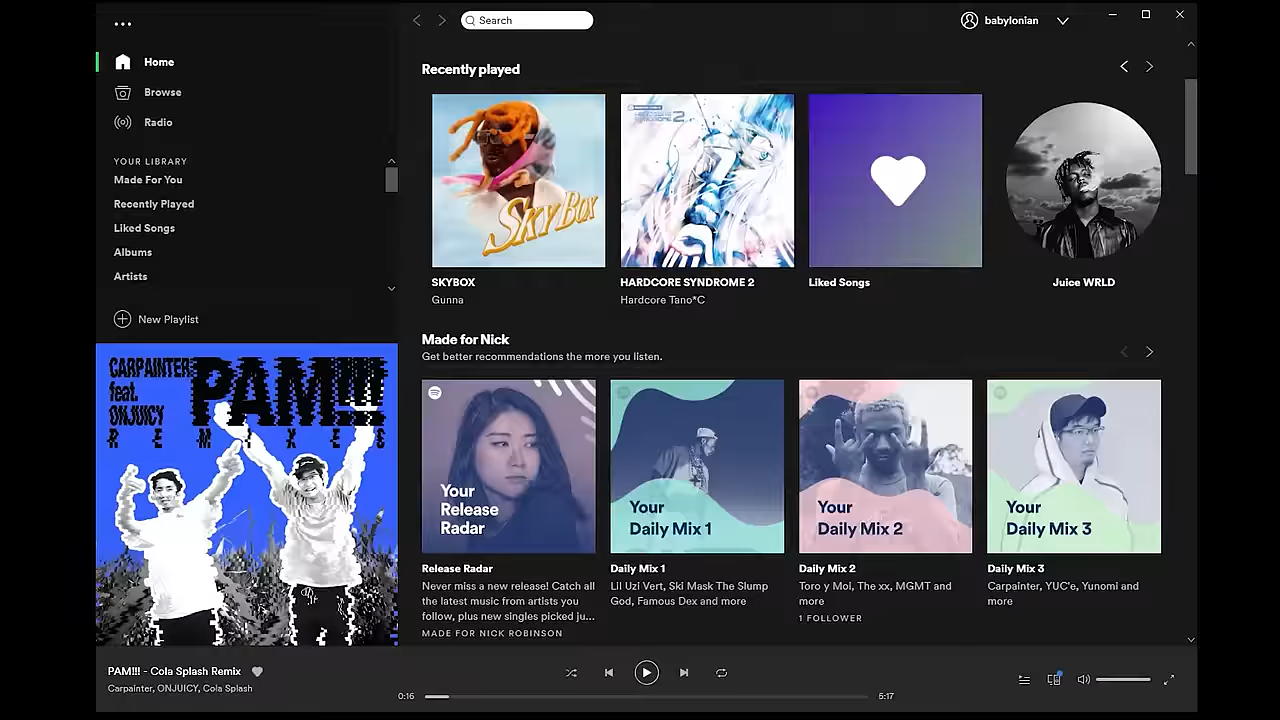 Search
babylonian
Home
Browse
Radio
YOUR LIBRARY
Made For You
Recently Played
Liked Songs
Albums
Artists
New Playlist
CARPAINTER PAM!!!
feat.
ONJUICY
REMIXES
PAM!!! - Cola Splash Remix
Carpainter, ONJUICY, Cola Splash
Recently played
SKYBOX
SKYBOX
Gunna
HARDCORE SYNDROME 2
Hardcore Tano*C
Liked Songs
Juice WRLD
Made for Nick
Get better recommendations the more you listen.
Your
Release
Radar
Release Radar
Never miss a new release! Catch all
the latest music from artists you
follow, plus new singles picked ju...
MADE FOR NICK ROBINSON
Your
Daily Mix 1
Daily Mix 1
Lil Uzi Vert, Ski Mask The Slump
God, Famous Dex and more
Your
Daily Mix 2
Daily Mix 2
Toro y Moi, The xx, MGMT and
more
1 FOLLOWER
Your
Daily Mix 3
Daily Mix 3
Carpainter, YUC'e, Yunomi and
more
0:16
5:17